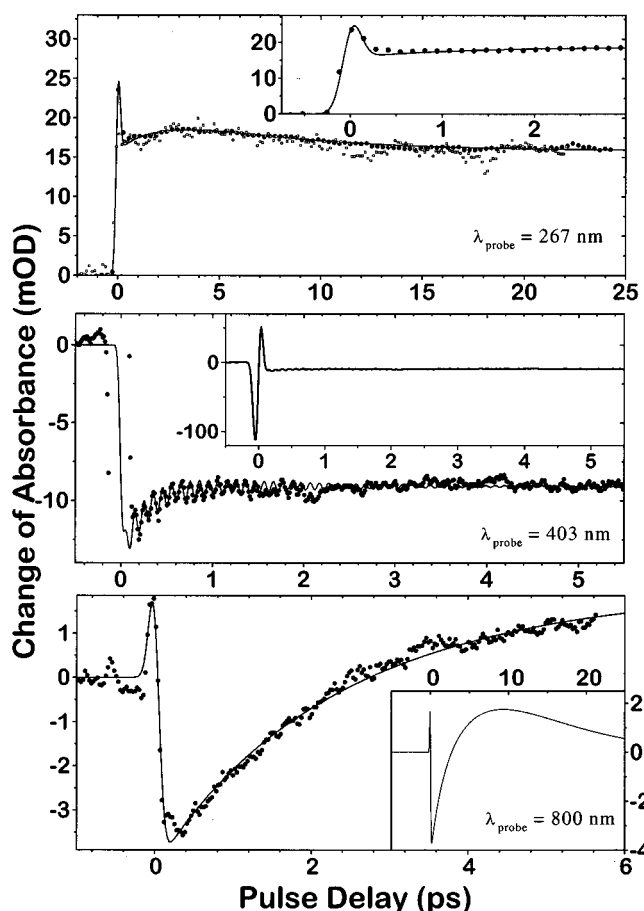 Change of Absorbance (mOD)
35
30
25
20
15
10
5
0
0 5 10 15 20 25
20
10
0
0 1 2
λprobe = 267 nm
0
-5
-10
0 1 2 3 4 5
0
-100
0 1 2 3 4 5
λprobe = 403 nm
1
0
-1
-2
-3
0 2 4 6
0 10 20
2
0
-2
-4
λprobe = 800 nm
Pulse Delay (ps)